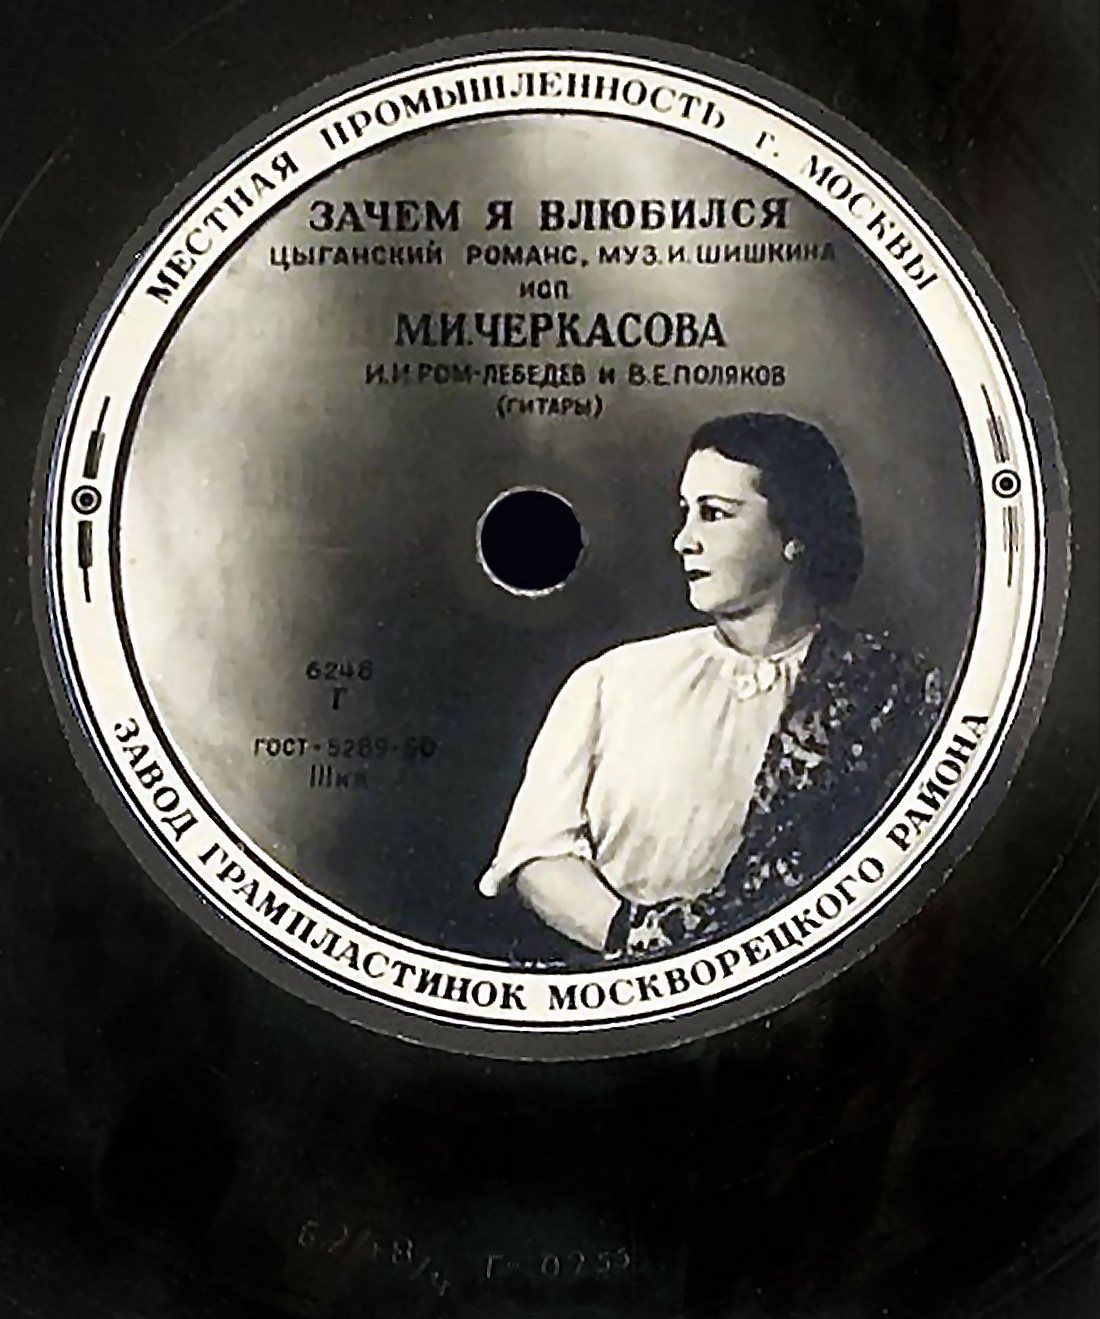 МЕСТНАЯ ПРОМЫШЛЕННОСТЬ г. МОСКВЫ
ЗАЧЕМ Я ВЛЮБИЛСЯ
ЦЫГАНСКИЙ РОМАНС, МУЗ. И. ШИШКИНА
ИСП
М.И.ЧЕРКАСОВА
И.И РОМ-ЛЕБЕДЕВ И В.Е.ПОЛЯКОВ
(ГИТАРЫ)
6248
Г
ГОСТ-5289-50
ЗАВОД ГРАМПЛАСТИНОК МОСКВОРЕЦКОГО РАЙОНА